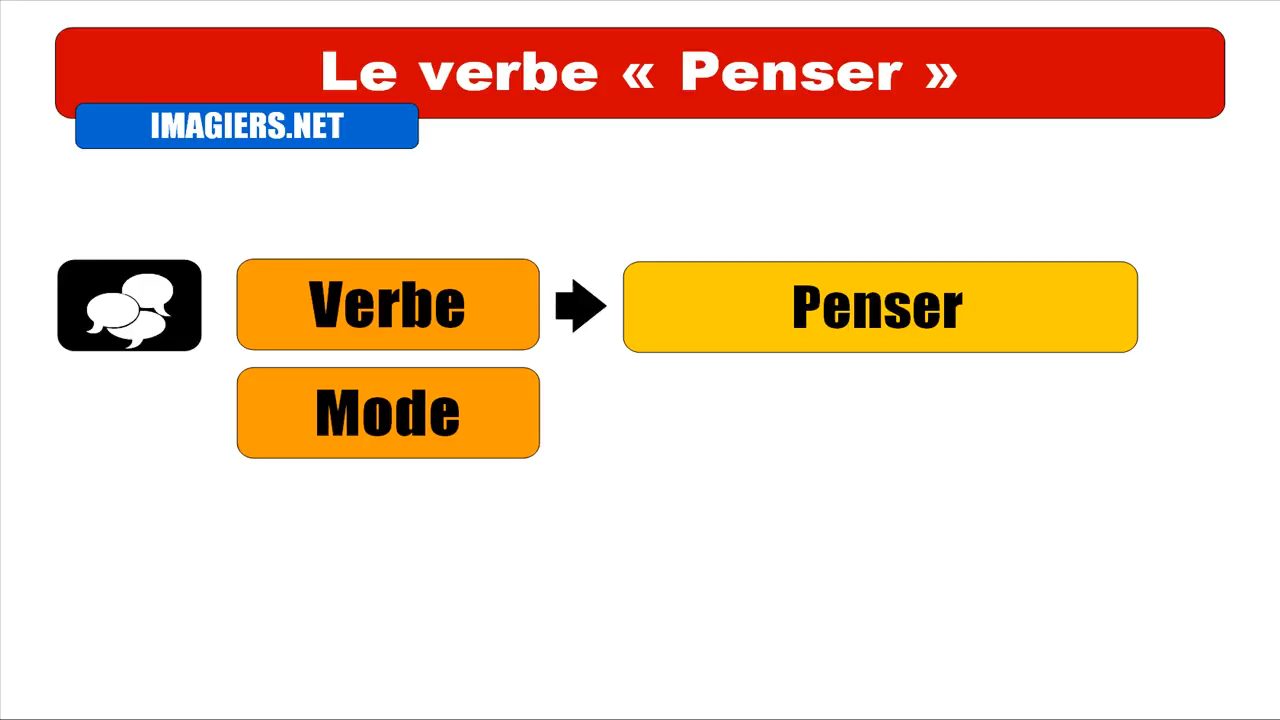 Le verbe « Penser »
IMAGIERS.NET
Verbe
Penser
Mode